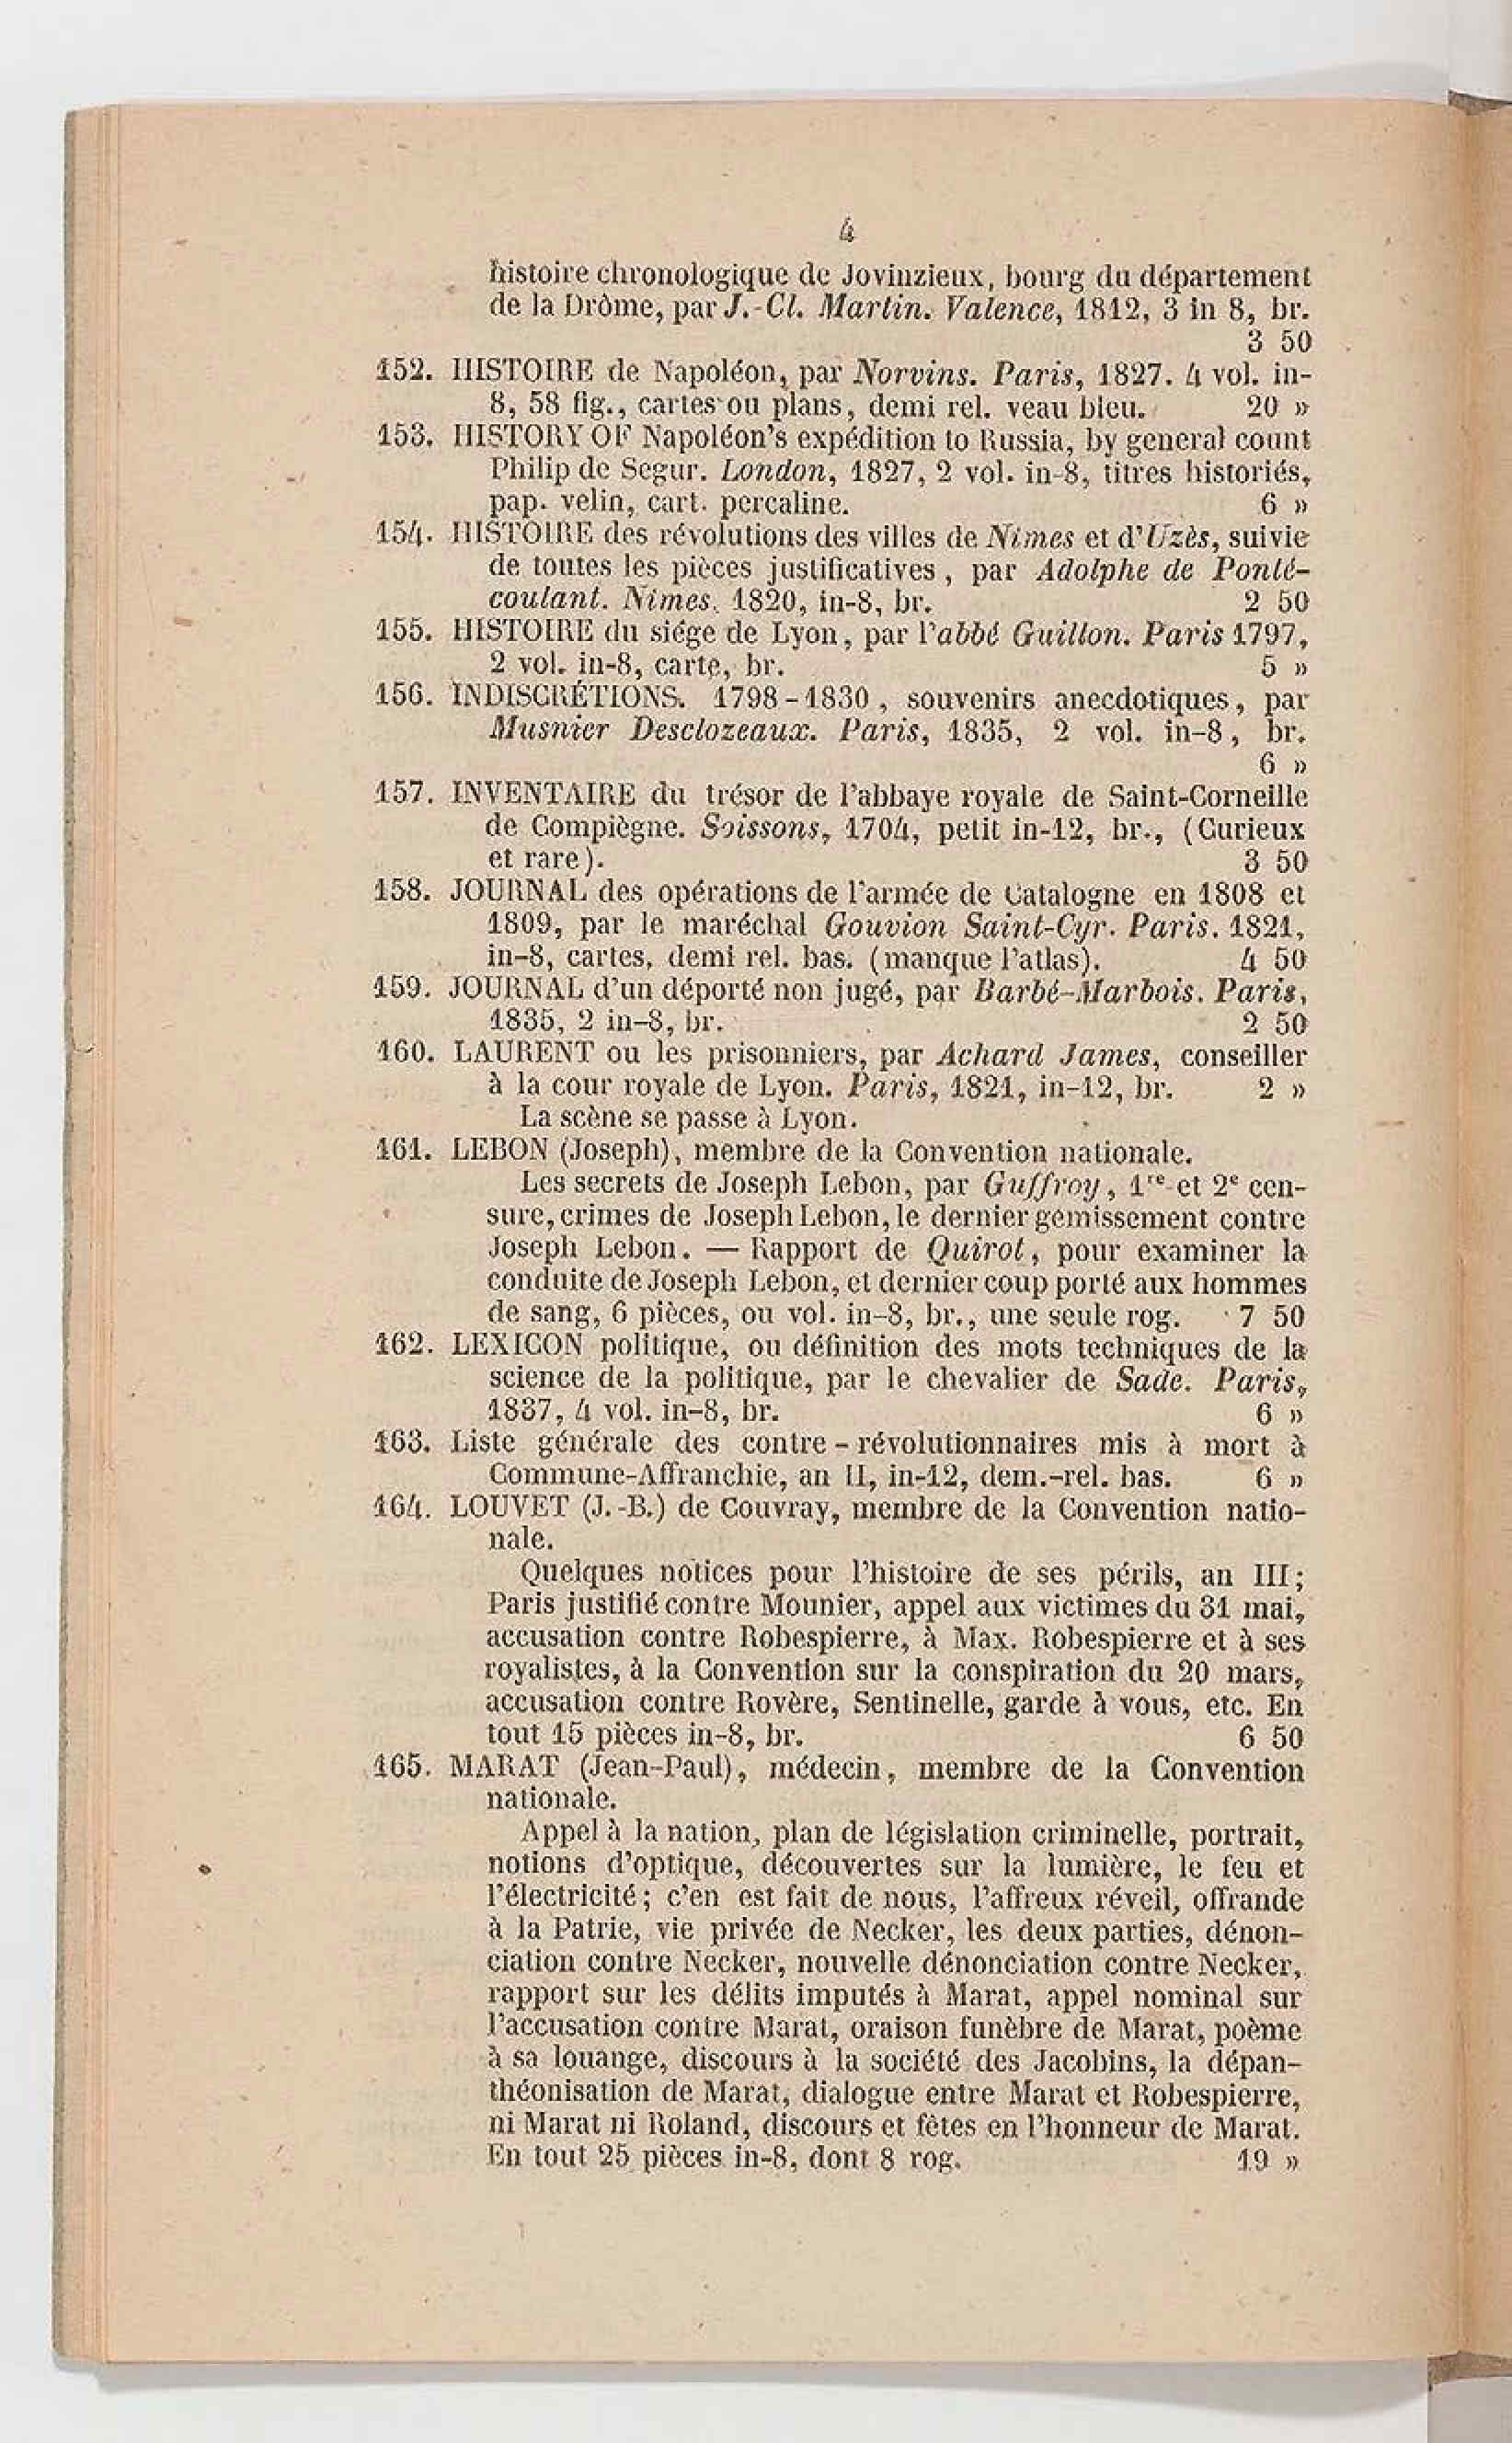 4
histoire chronologique de Jovinzieux, bourg du département
de la Drôme, par J.-Cl. Martin. Valence, 1812, 3 in 8, br.
3 50
152. HISTOIRE de Napoléon, par Norvins. Paris, 1827. 4 vol. in-
8, 58 fig., cartes ou plans, demi rel. veau bleu. 20 »
153. HISTORY OF Napoléon's expédition to Russia, by general count
Philip de Segur. London, 1827, 2 vol. in-8, titres historiés,
pap. velin, cart. percaline. 6 »
154. HISTOIRE des révolutions des villes de Nimes et d'Uzès, suivie
de toutes les pièces justificatives, par Adolphe de Ponté-
coulant. Nimes. 1820, in-8, br. 2 50
155. HISTOIRE du siége de Lyon, par l'abbé Guillon. Paris 1797,
2 vol. in-8, carte, br. 5 »
156. INDISCRÉTIONS. 1798-1830, souvenirs anecdotiques, par
Musnier Desclozeaux. Paris, 1835, 2 vol. in-8, br.
6 »
157. INVENTAIRE du trésor de l'abbaye royale de Saint-Corneille
de Compiègne. Soissons, 1704, petit in-12, br., (Curieux
et rare). 3 50
158. JOURNAL des opérations de l'armée de Catalogne en 1808 et
1809, par le maréchal Gouvion Saint-Cyr. Paris. 1821,
in-8, cartes, demi rel. bas. (manque l'atlas). 4 50
159. JOURNAL d'un déporté non jugé, par Barbé-Marbois. Paris,
1835, 2 in-8, br. 2 50
160. LAURENT ou les prisonniers, par Achard James, conseiller
à la cour royale de Lyon. Paris, 1821, in-12, br. 2 »
La scène se passe à Lyon.
161. LEBON (Joseph), membre de la Convention nationale.
Les secrets de Joseph Lebon, par Guffroy, 1re et 2e cen-
sure, crimes de Joseph Lebon, le dernier gemissement contre
Joseph Lebon. — Rapport de Quirot, pour examiner la
conduite de Joseph Lebon, et dernier coup porté aux hommes
de sang, 6 pièces, ou vol. in-8, br., une seule rog. 7 50
162. LEXICON politique, ou définition des mots techniques de la
science de la politique, par le chevalier de Sade. Paris,
1837, 4 vol. in-8, br. 6 »
163. Liste générale des contre-révolutionnaires mis à mort à
Commune-Affranchie, an II, in-12, dem.-rel. bas. 6 »
164. LOUVET (J.-B.) de Couvray, membre de la Convention natio-
nale.
Quelques notices pour l'histoire de ses périls, an III;
Paris justifié contre Mounier, appel aux victimes du 31 mai,
accusation contre Robespierre, à Max. Robespierre et à ses
royalistes, à la Convention sur la conspiration du 20 mars,
accusation contre Rovère, Sentinelle, garde à vous, etc. En
tout 15 pièces in-8, br. 6 50
165. MARAT (Jean-Paul), médecin, membre de la Convention
nationale.
Appel à la nation, plan de législation criminelle, portrait,
notions d'optique, découvertes sur la lumière, le feu et
l'électricité; c'en est fait de nous, l'affreux réveil, offrande
à la Patrie, vie privée de Necker, les deux parties, dénon-
ciation contre Necker, nouvelle dénonciation contre Necker,
rapport sur les délits imputés à Marat, appel nominal sur
l'accusation contre Marat, oraison funèbre de Marat, poème
à sa louange, discours à la société des Jacobins, la dépan-
théonisation de Marat, dialogue entre Marat et Robespierre,
ni Marat ni Roland, discours et fêtes en l'honneur de Marat.
En tout 25 pièces in-8, dont 8 rog. 19 »